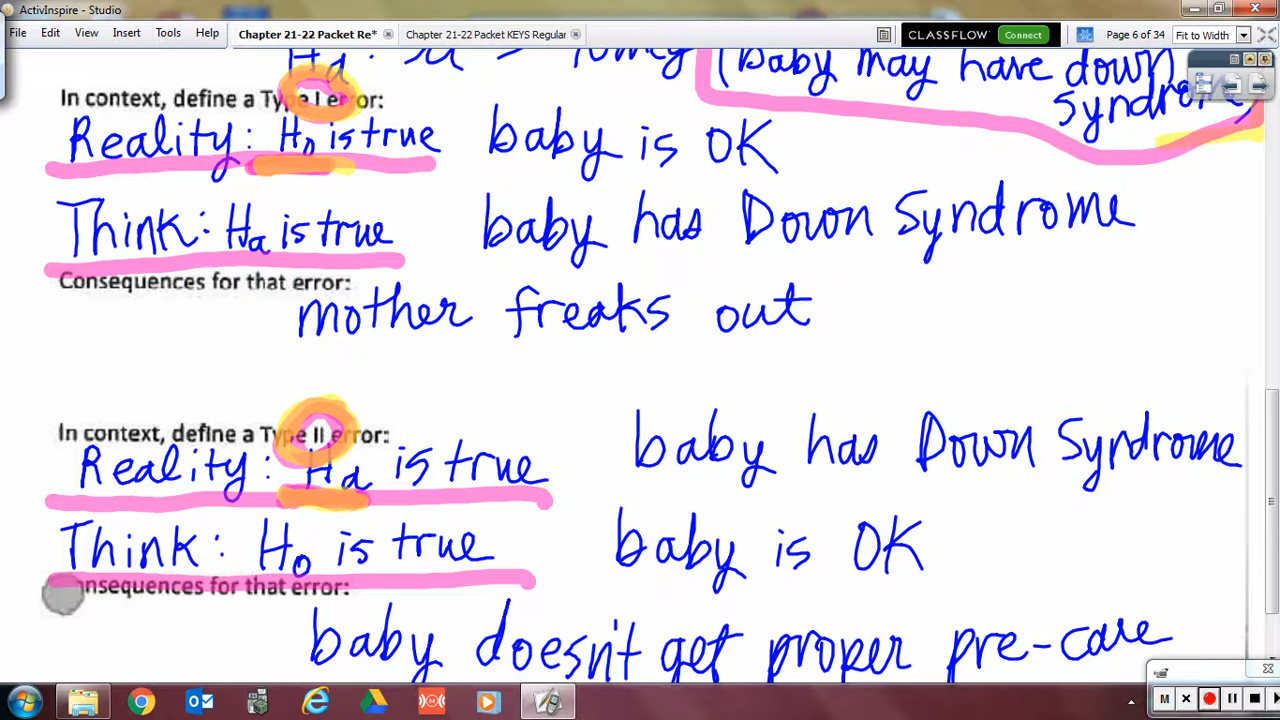 ActivInspire - Studio
File Edit View Insert Tools Help Chapter 21-22 Packet Re* Chapter 21-22 Packet KEYS Regular CLASSFLOW Connect Page 6 of 34 Fit to Width
Ha : (baby may have down
syndrome)
In context, define a Type I error:
Reality: Ho is true baby is OK
Think: Ha is true baby has Down Syndrome
Consequences for that error:
mother freaks out
In context, define a Type II error:
Reality: Ha is true baby has Down Syndrome
Think: Ho is true baby is OK
Consequences for that error:
baby doesn't get proper pre-care
M